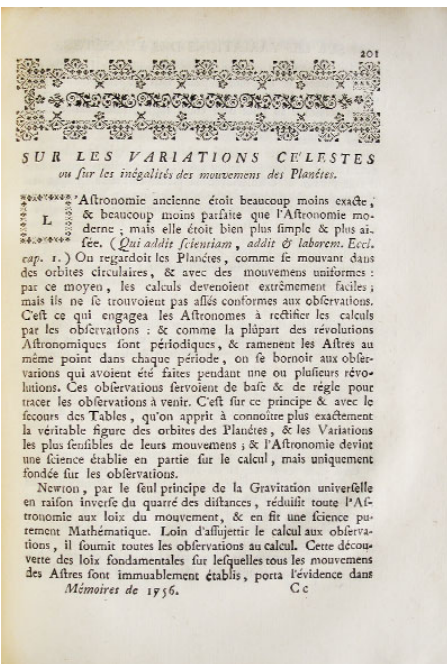 201
SUR LES VARIATIONS CÉLESTES
ou sur les inégalités des mouvemens des Planétes.
L'Astronomie ancienne étoit beaucoup moins exacte,
& beaucoup moins parfaite que l'Astronomie mo-
derne ; mais elle étoit bien plus simple & plus ai-
sée. (Qui addit scientiam, addit & laborem. Eccl.
cap. 1.) On regardoit les Planétes, comme se mouvant dans
des orbites circulaires, & avec des mouvemens uniformes :
par ce moyen, les calculs devenoient extrêmement faciles ;
mais ils ne se trouvoient pas assés conformes aux observations.
C'est ce qui engagea les Astronomes à rectifier les calculs
par les observations : & comme la plûpart des révolutions
Astronomiques sont périodiques, & ramenent les Astres au
même point dans chaque période, on se bornoit aux obser-
vations qui avoient été faites pendant une ou plusieurs révo-
lutions. Ces observations servoient de base & de régle pour
tracer les observations à venir. C'est sur ce principe & avec le
secours des Tables, qu'on apprit à connoître plus exactement
la véritable figure des orbites des Planétes, & les Variations
les plus sensibles de leurs mouvemens ; & l'Astronomie devint
une science établie en partie sur le calcul, mais uniquement
fondée sur les observations.
Newton, par le seul principe de la Gravitation universelle
en raison inverse du quarré des distances, réduisit toute l'As-
tronomie aux loix du mouvement, & en fit une science pu-
rement Mathématique. Loin d'assujettir le calcul aux observa-
tions, il soumit toutes les observations au calcul. Cette décou-
verte des loix fondamentales sur lesquelles tous les mouvemens
des Astres sont immuablement établis, porta l'évidence dans
Mémoires de 1756. Cc